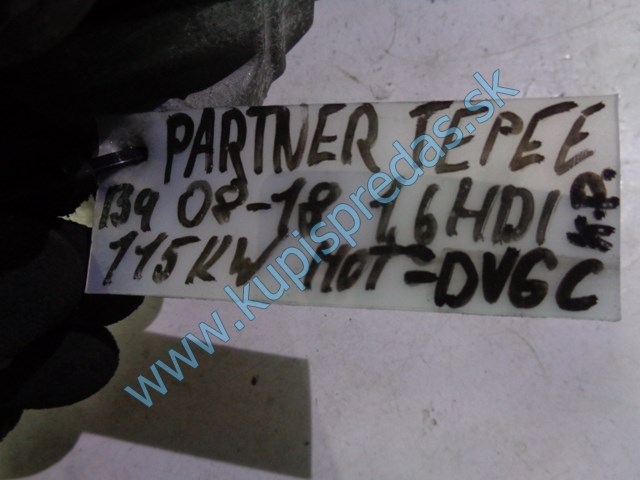 PARTNER TEPEE
B9 08-18 1,6HDI
115KW MOT-DV6C
www.kupispredas.sk